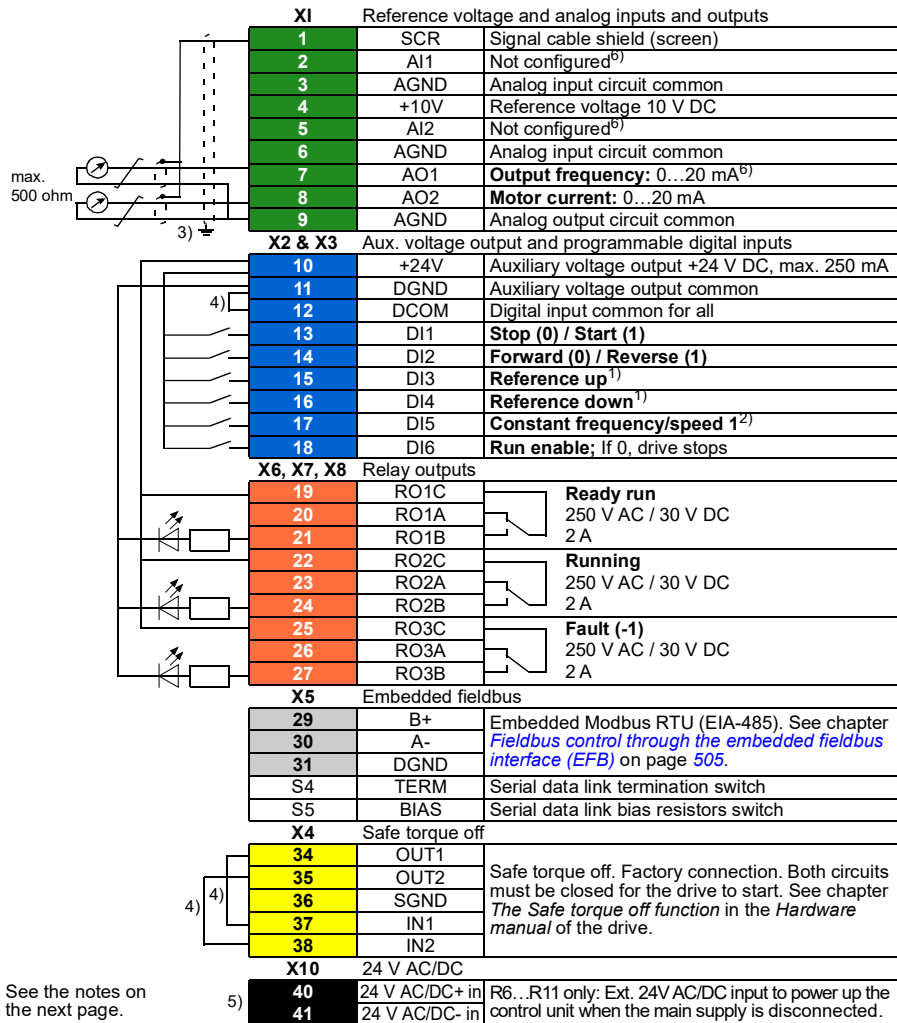 XI Reference voltage and analog inputs and outputs
1 SCR Signal cable shield (screen)
2 AI1 Not configured6)
3 AGND Analog input circuit common
4 +10V Reference voltage 10 V DC
5 AI2 Not configured6)
6 AGND Analog input circuit common
max.
500 ohm
7 AO1 Output frequency: 0…20 mA6)
8 AO2 Motor current: 0…20 mA
9 AGND Analog output circuit common
3)
X2 & X3 Aux. voltage output and programmable digital inputs
10 +24V Auxiliary voltage output +24 V DC, max. 250 mA
11 DGND Auxiliary voltage output common
4)
12 DCOM Digital input common for all
13 DI1 Stop (0) / Start (1)
14 DI2 Forward (0) / Reverse (1)
15 DI3 Reference up1)
16 DI4 Reference down1)
17 DI5 Constant frequency/speed 12)
18 DI6 Run enable; If 0, drive stops
X6, X7, X8 Relay outputs
19 RO1C Ready run
20 RO1A 250 V AC / 30 V DC
21 RO1B 2 A
22 RO2C Running
23 RO2A 250 V AC / 30 V DC
24 RO2B 2 A
25 RO3C Fault (-1)
26 RO3A 250 V AC / 30 V DC
27 RO3B 2 A
X5 Embedded fieldbus
29 B+
30 A-
31 DGND
Embedded Modbus RTU (EIA-485). See chapter
Fieldbus control through the embedded fieldbus
interface (EFB) on page 505.
S4 TERM Serial data link termination switch
S5 BIAS Serial data link bias resistors switch
X4 Safe torque off
34 OUT1
35 OUT2
36 SGND
37 IN1
38 IN2
4) 4)
Safe torque off. Factory connection. Both circuits
must be closed for the drive to start. See chapter
The Safe torque off function in the Hardware
manual of the drive.
X10 24 V AC/DC
See the notes on
the next page.
5)
40 24 V AC/DC+ in R6…R11 only: Ext. 24V AC/DC input to power up the
41 24 V AC/DC- in control unit when the main supply is disconnected.